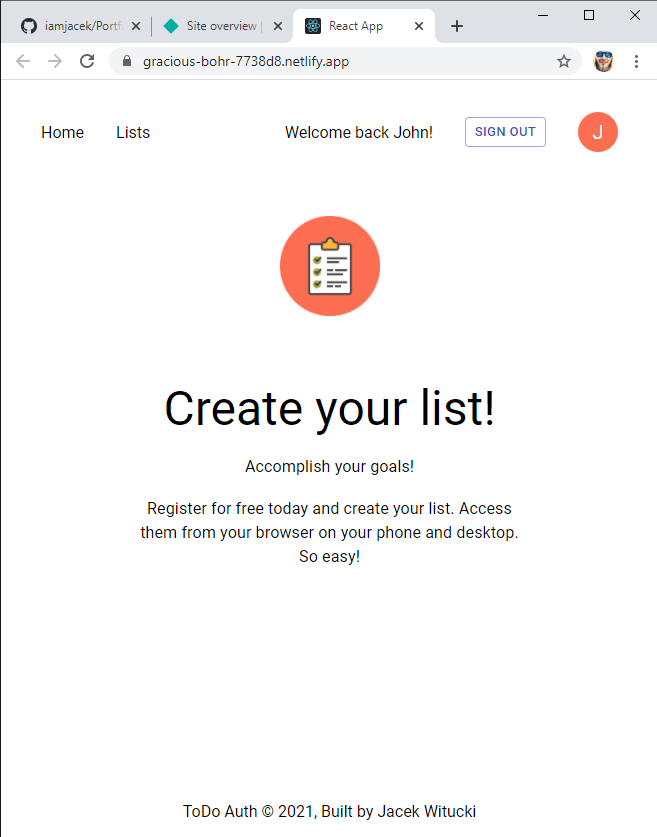 iamjacek/Portf
Site overview |
React App
gracious-bohr-7738d8.netlify.app
Home Lists Welcome back John! SIGN OUT J
Create your list!
Accomplish your goals!
Register for free today and create your list. Access
them from your browser on your phone and desktop.
So easy!
ToDo Auth © 2021, Built by Jacek Witucki